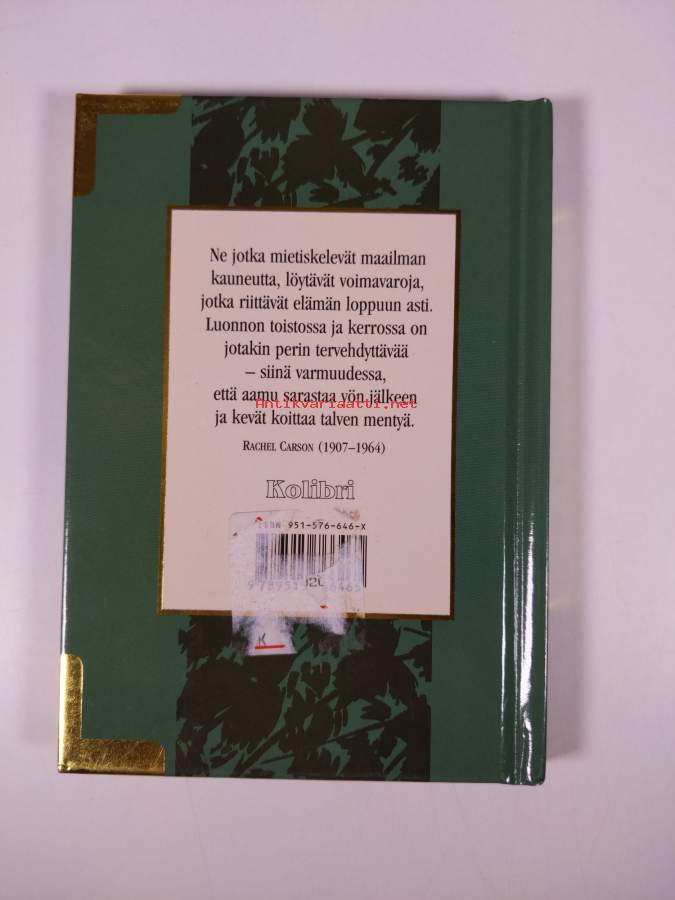 Ne jotka mietiskelevät maailman
kauneutta, löytävät voimavaroja,
jotka riittävät elämän loppuun asti.
Luonnon toistossa ja kerrossa on
jotakin perin tervehdyttävää
– siinä varmuudessa,
että aamu sarastaa yön jälkeen
Antikvariaatti.net
ja kevät koittaa talven mentyä.
RACHEL CARSON (1907–1964)
Kolibri
ISBN 951-576-646-X
K